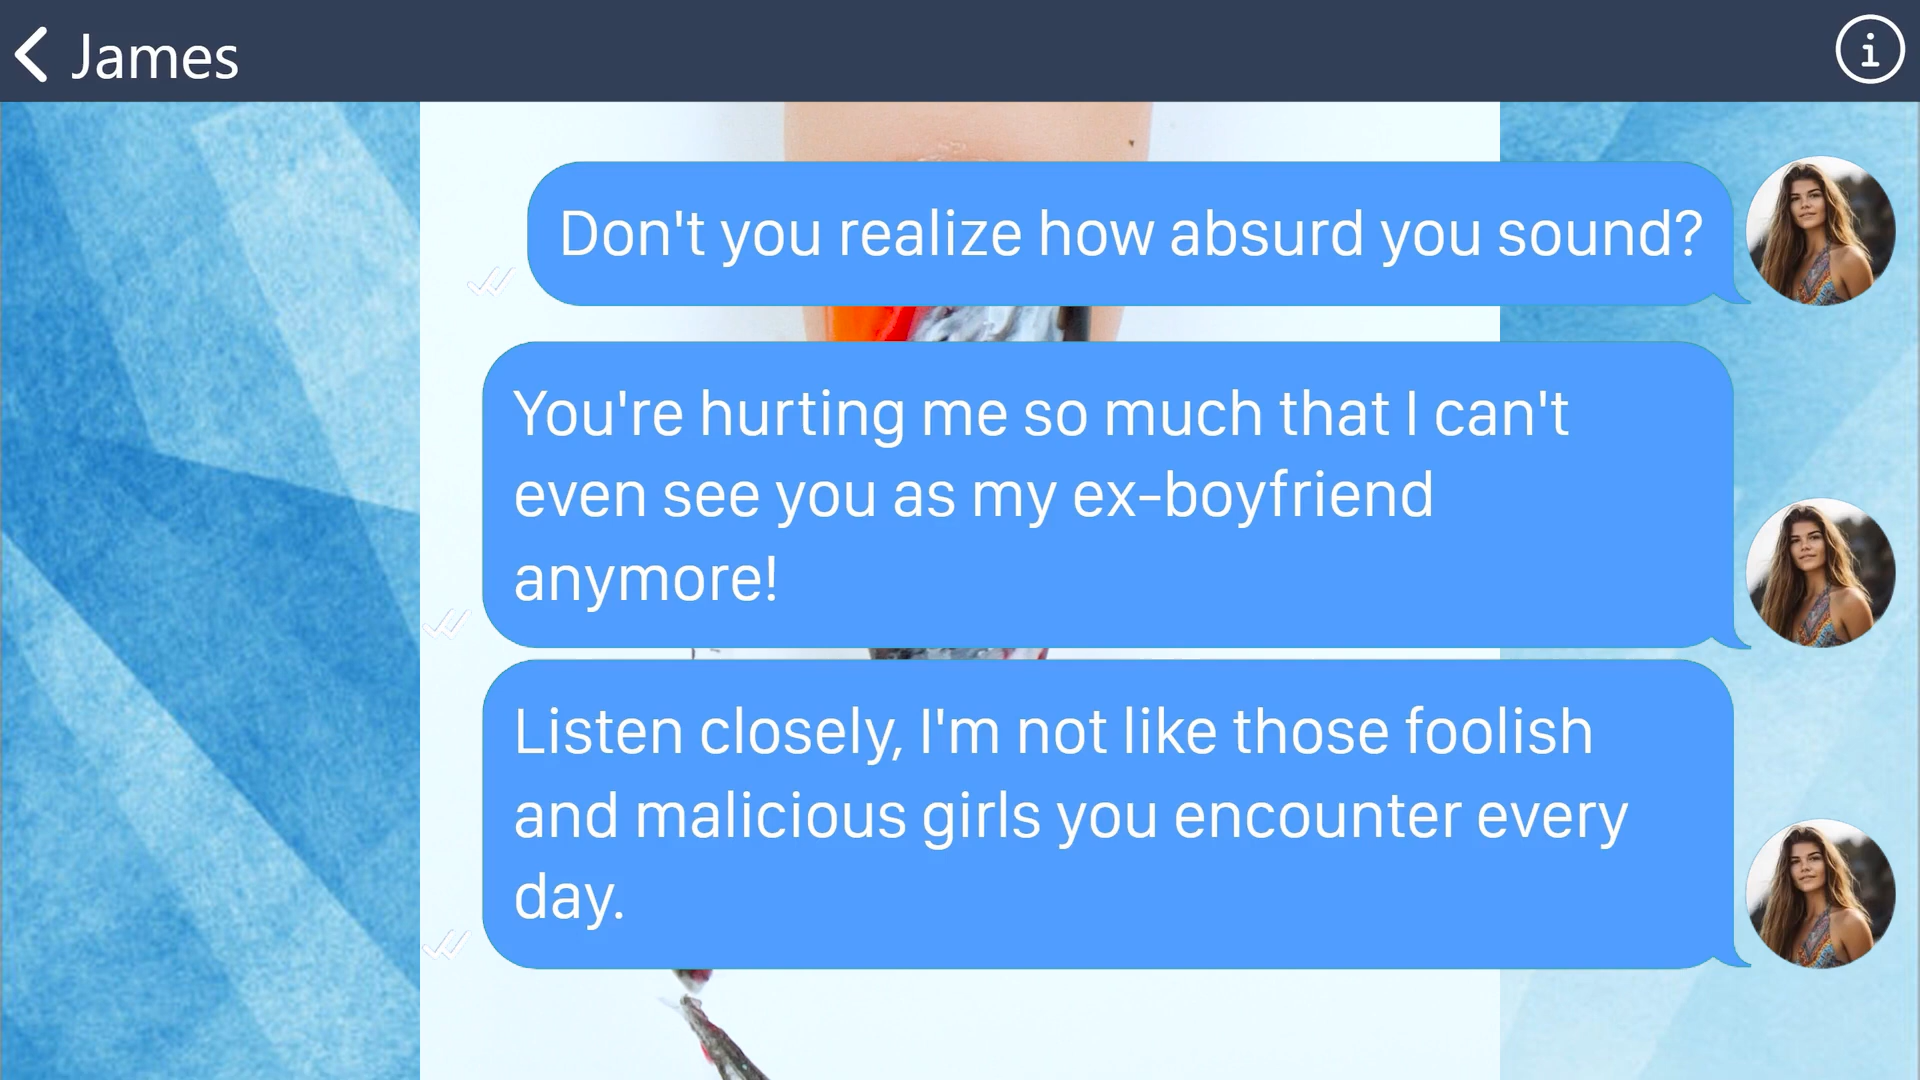 James
Don't you realize how absurd you sound?
You're hurting me so much that I can't
even see you as my ex-boyfriend
anymore!
Listen closely, I'm not like those foolish
and malicious girls you encounter every
day.